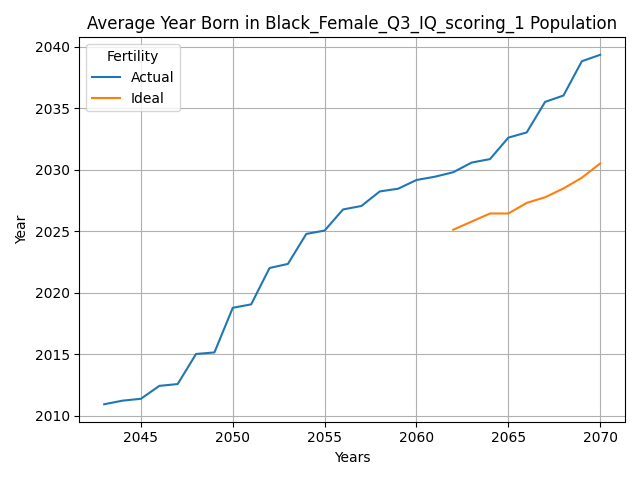 Average Year Born in Black_Female_Q3_IQ_scoring_1 Population
Fertility
Actual
Ideal
2040
2035
2030
2025
2020
2015
2010
Year
2045 2050 2055 2060 2065 2070
Years